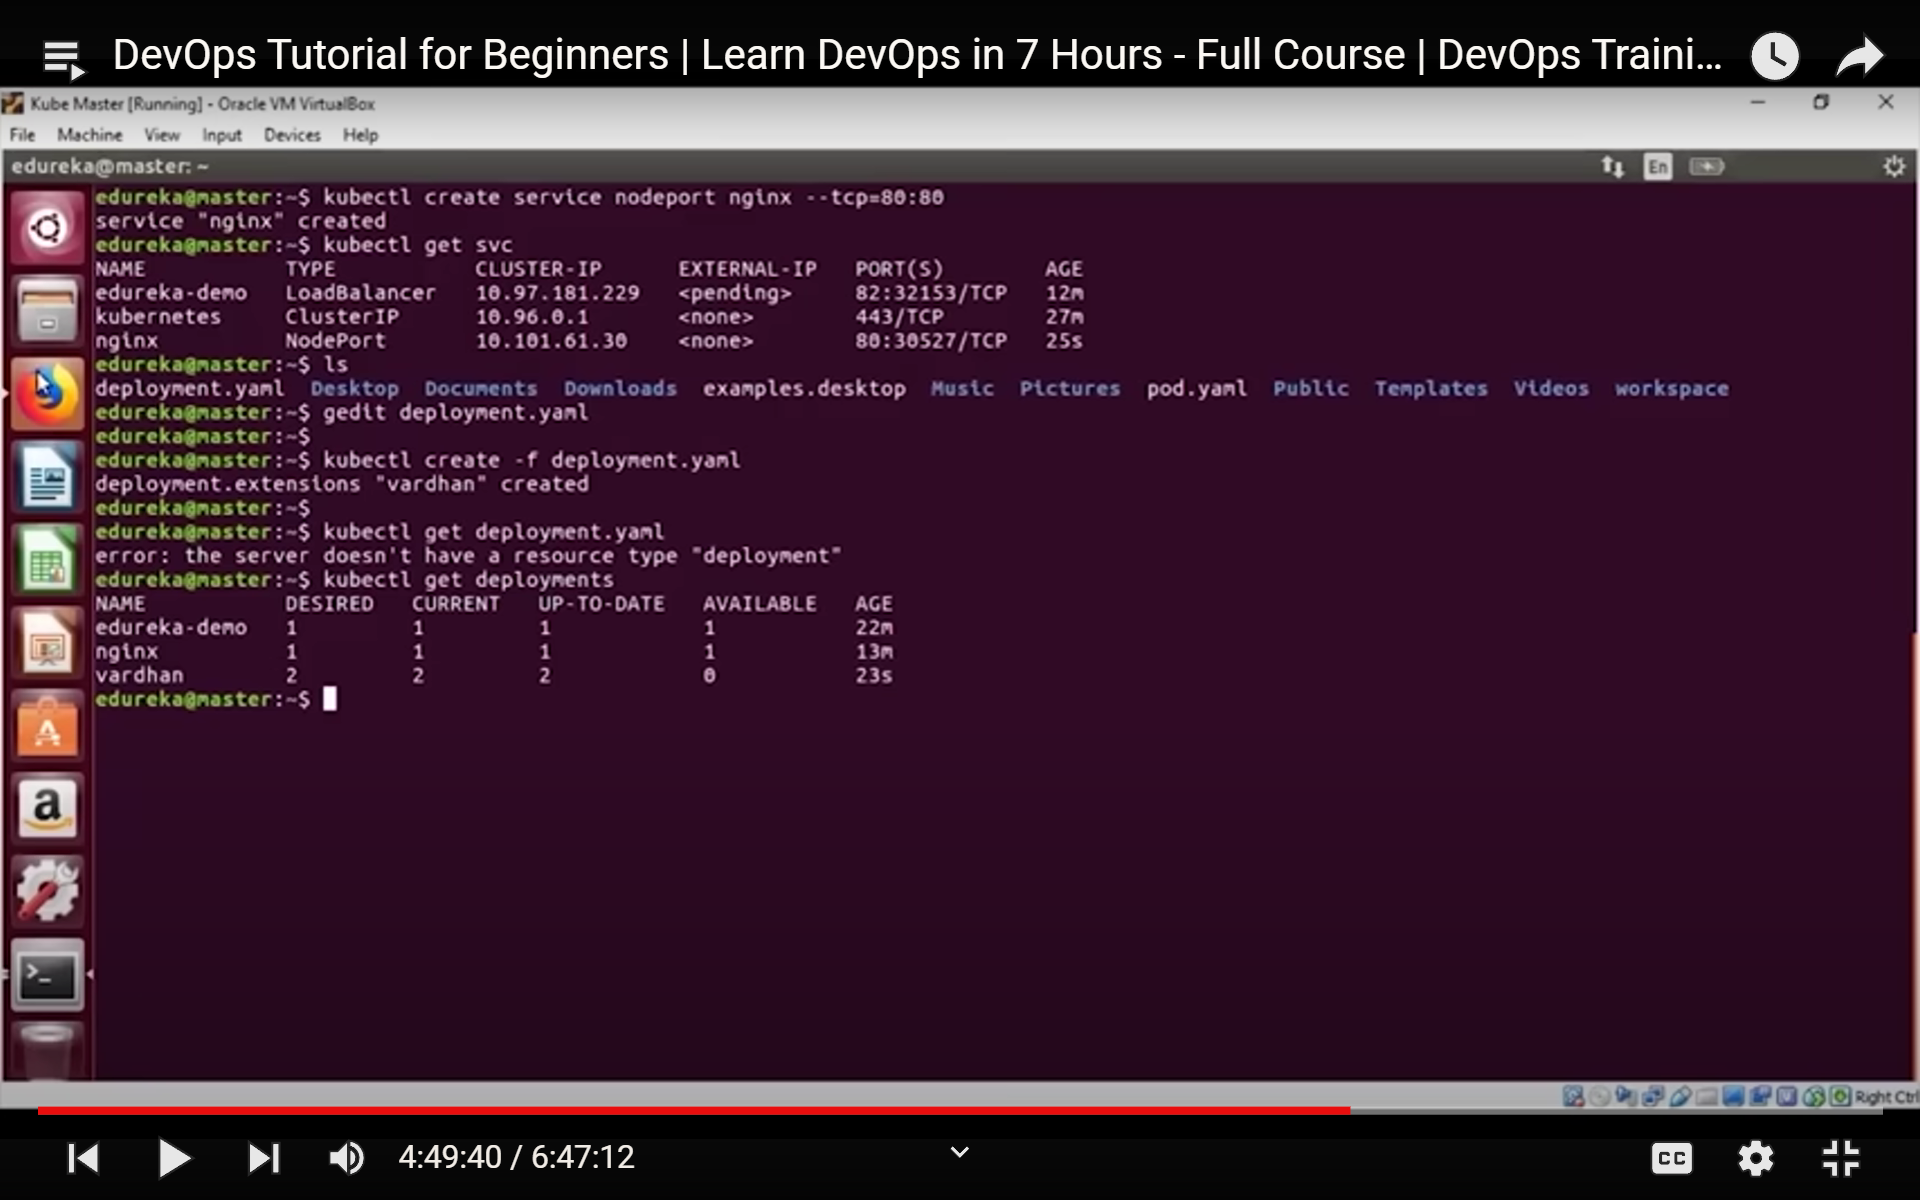 DevOps Tutorial for Beginners | Learn DevOps in 7 Hours - Full Course | DevOps Traini...
Kube Master [Running] - Oracle VM VirtualBox
File Machine View Input Devices Help
edureka@master: ~ En
edureka@master:~$ kubectl create service nodeport nginx --tcp=80:80
service "nginx" created
edureka@master:~$ kubectl get svc
NAME TYPE CLUSTER-IP EXTERNAL-IP PORT(S) AGE
edureka-demo LoadBalancer 10.97.181.229 <pending> 82:32153/TCP 12m
kubernetes ClusterIP 10.96.0.1 <none> 443/TCP 27m
nginx NodePort 10.101.61.30 <none> 80:30527/TCP 25s
edureka@master:~$ ls
deployment.yaml Desktop Documents Downloads examples.desktop Music Pictures pod.yaml Public Templates Videos workspace
edureka@master:~$ gedit deployment.yaml
edureka@master:~$
edureka@master:~$ kubectl create -f deployment.yaml
deployment.extensions "vardhan" created
edureka@master:~$
edureka@master:~$ kubectl get deployment.yaml
error: the server doesn't have a resource type "deployment"
edureka@master:~$ kubectl get deployments
NAME DESIRED CURRENT UP-TO-DATE AVAILABLE AGE
edureka-demo 1 1 1 1 22m
nginx 1 1 1 1 13m
vardhan 2 2 2 0 23s
edureka@master:~$
Right Ctrl
4:49:40 / 6:47:12
CC